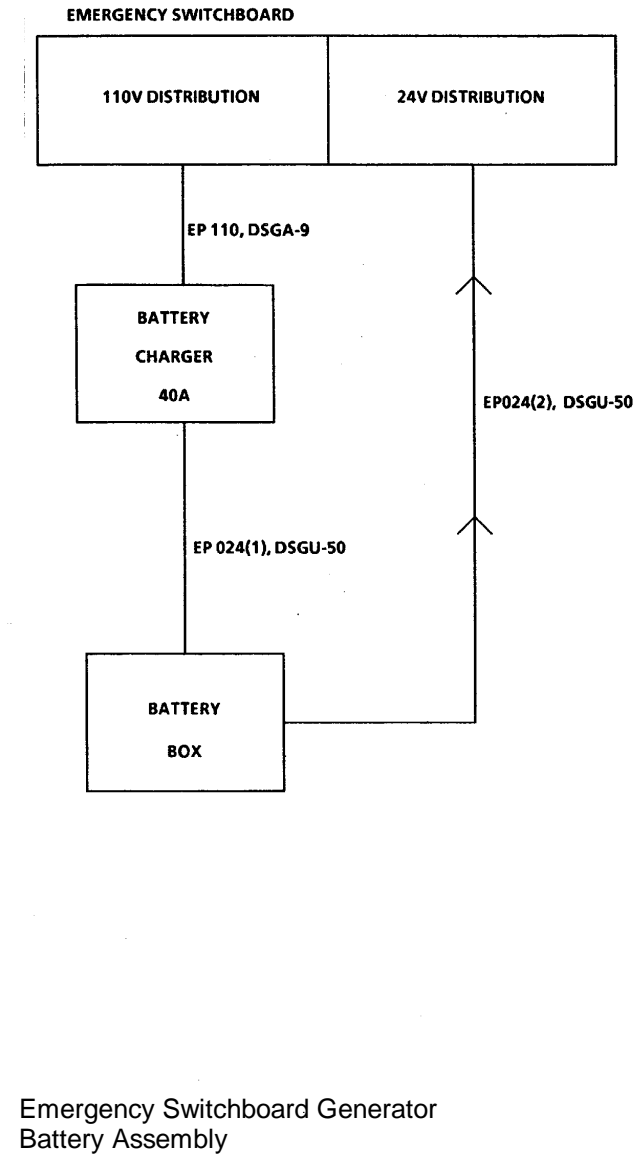 EMERGENCY SWITCHBOARD
110V DISTRIBUTION
24V DISTRIBUTION
EP 110, DSGA-9
BATTERY
CHARGER
40A
EP024(2), DSGU-50
EP 024(1), DSGU-50
BATTERY
BOX
Emergency Switchboard Generator
Battery Assembly